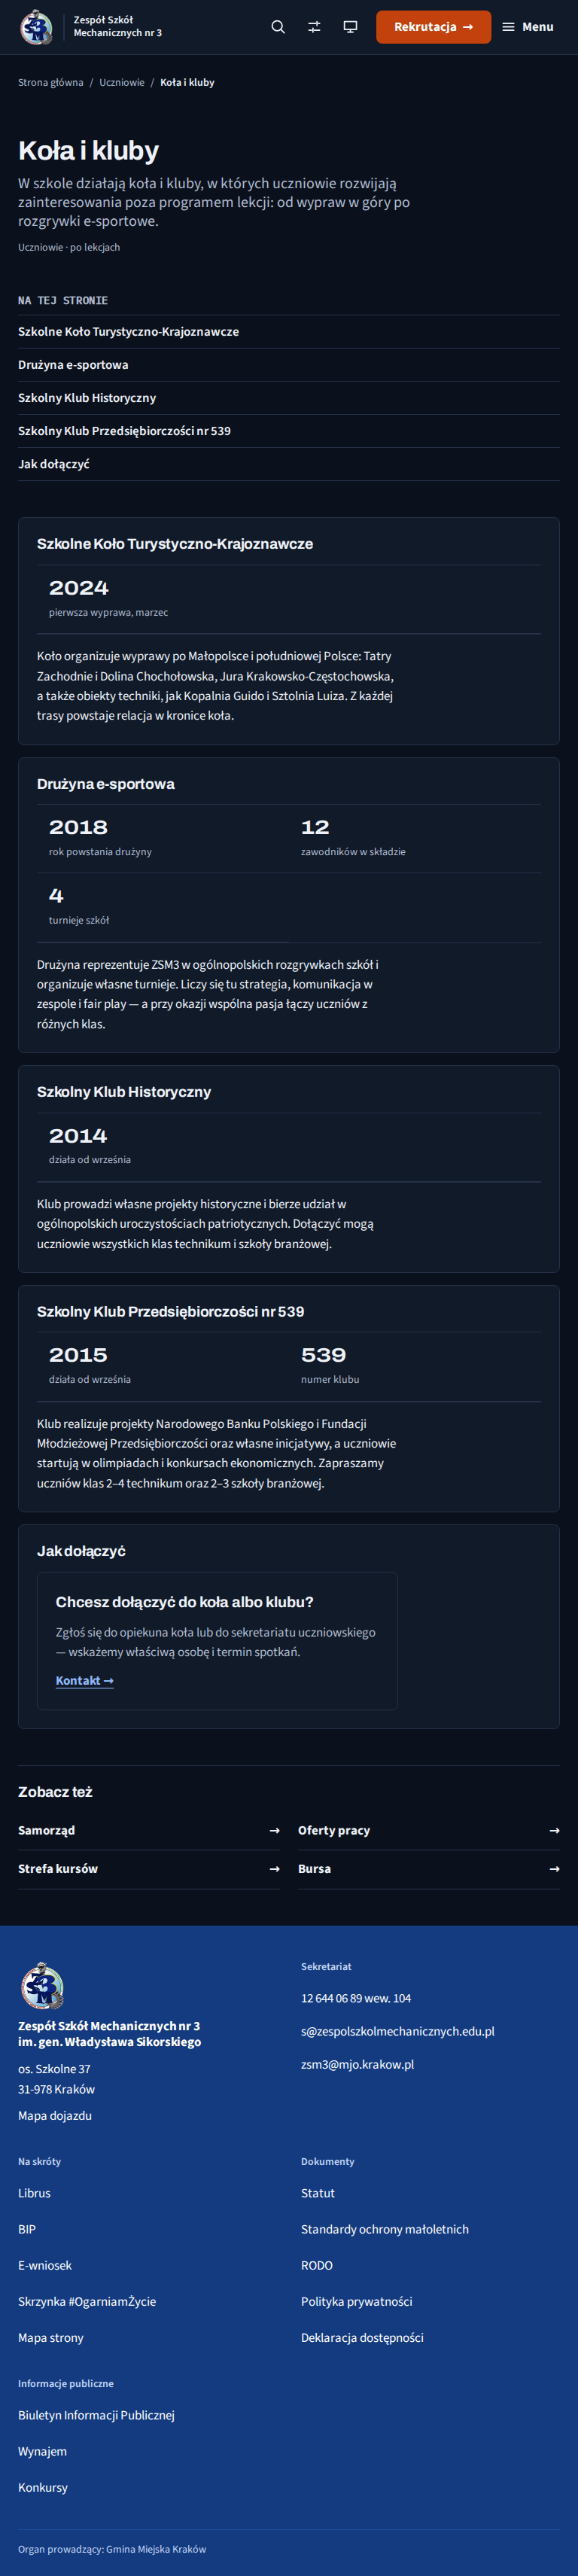 Zespół Szkół
Mechanicznych nr 3
Rekrutacja →
Menu
Strona główna / Uczniowie / Koła i kluby
Koła i kluby
W szkole działają koła i kluby, w których uczniowie rozwijają
zainteresowania poza programem lekcji: od wypraw w góry po
rozgrywki e-sportowe.
Uczniowie · po lekcjach
NA TEJ STRONIE
Szkolne Koło Turystyczno-Krajoznawcze
Drużyna e-sportowa
Szkolny Klub Historyczny
Szkolny Klub Przedsiębiorczości nr 539
Jak dołączyć
Szkolne Koło Turystyczno-Krajoznawcze
2024
pierwsza wyprawa, marzec
Koło organizuje wyprawy po Małopolsce i południowej Polsce: Tatry
Zachodnie i Dolina Chochołowska, Jura Krakowsko-Częstochowska,
a także obiekty techniki, jak Kopalnia Guido i Sztolnia Luiza. Z każdej
trasy powstaje relacja w kronice koła.
Drużyna e-sportowa
2018
rok powstania drużyny
12
zawodników w składzie
4
turnieje szkół
Drużyna reprezentuje ZSM3 w ogólnopolskich rozgrywkach szkół i
organizuje własne turnieje. Liczy się tu strategia, komunikacja w
zespole i fair play — a przy okazji wspólna pasja łączy uczniów z
różnych klas.
Szkolny Klub Historyczny
2014
działa od września
Klub prowadzi własne projekty historyczne i bierze udział w
ogólnopolskich uroczystościach patriotycznych. Dołączyć mogą
uczniowie wszystkich klas technikum i szkoły branżowej.
Szkolny Klub Przedsiębiorczości nr 539
2015
działa od września
539
numer klubu
Klub realizuje projekty Narodowego Banku Polskiego i Fundacji
Młodzieżowej Przedsiębiorczości oraz własne inicjatywy, a uczniowie
startują w olimpiadach i konkursach ekonomicznych. Zapraszamy
uczniów klas 2–4 technikum oraz 2–3 szkoły branżowej.
Jak dołączyć
Chcesz dołączyć do koła albo klubu?
Zgłoś się do opiekuna koła lub do sekretariatu uczniowskiego
— wskażemy właściwą osobę i termin spotkań.
Kontakt →
Zobacz też
Samorząd →
Oferty pracy →
Strefa kursów →
Bursa →
Zespół Szkół Mechanicznych nr 3
im. gen. Władysława Sikorskiego
os. Szkolne 37
31-978 Kraków
Mapa dojazdu
Sekretariat
12 644 06 89 wew. 104
s@zespolszkolmechanicznych.edu.pl
zsm3@mjo.krakow.pl
Na skróty
Librus
BIP
E-wniosek
Skrzynka #OgarniamŻycie
Mapa strony
Dokumenty
Statut
Standardy ochrony małoletnich
RODO
Polityka prywatności
Deklaracja dostępności
Informacje publiczne
Biuletyn Informacji Publicznej
Wynajem
Konkursy
Organ prowadzący: Gmina Miejska Kraków